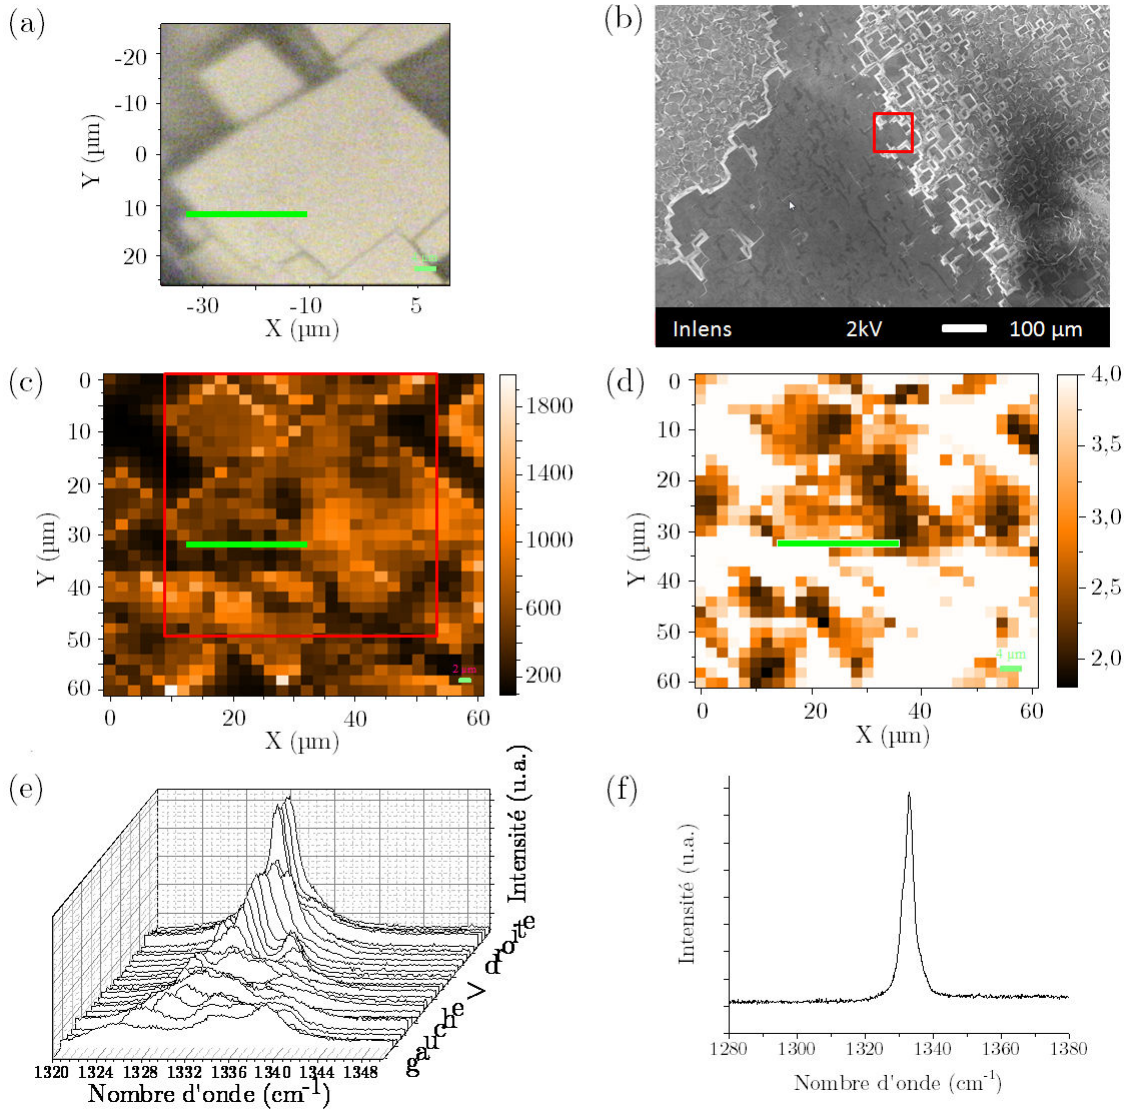 (a)
-20
-10
0
10
20
Y (µm)
-30
-10
5
X (µm)
(b)
Inlens 2kV 100 µm
(c)
0
10
20
30
40
50
60
Y (µm)
0 20 40 60
X (µm)
1800
1400
1000
600
200
2 µm
(d)
0
10
20
30
40
50
60
Y (µm)
0 20 40 60
X (µm)
4,0
3,5
3,0
2,5
2,0
4 µm
(e)
Intensité (u.a.)
gauche > droite
1320 1324 1328 1332 1336 1340 1344 1348
Nombre d'onde (cm-1)
(f)
Intensité (u.a.)
1280 1300 1320 1340 1360 1380
Nombre d'onde (cm-1)